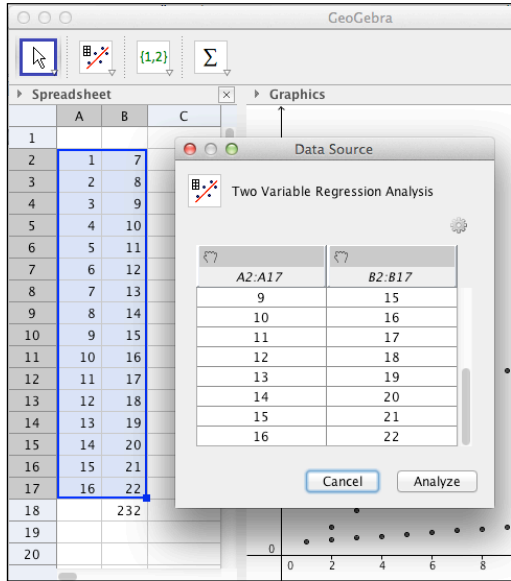 GeoGebra
{1,2} Σ
Spreadsheet × Graphics
A B C
1
2 1 7
3 2 8
4 3 9
5 4 10
6 5 11
7 6 12
8 7 13
9 8 14
10 9 15
11 10 16
12 11 17
13 12 18
14 13 19
15 14 20
16 15 21
17 16 22
18 232
19
20
Data Source
Two Variable Regression Analysis
A2:A17 B2:B17
9 15
10 16
11 17
12 18
13 19
14 20
15 21
16 22
Cancel Analyze
0
0 2 4 6 8